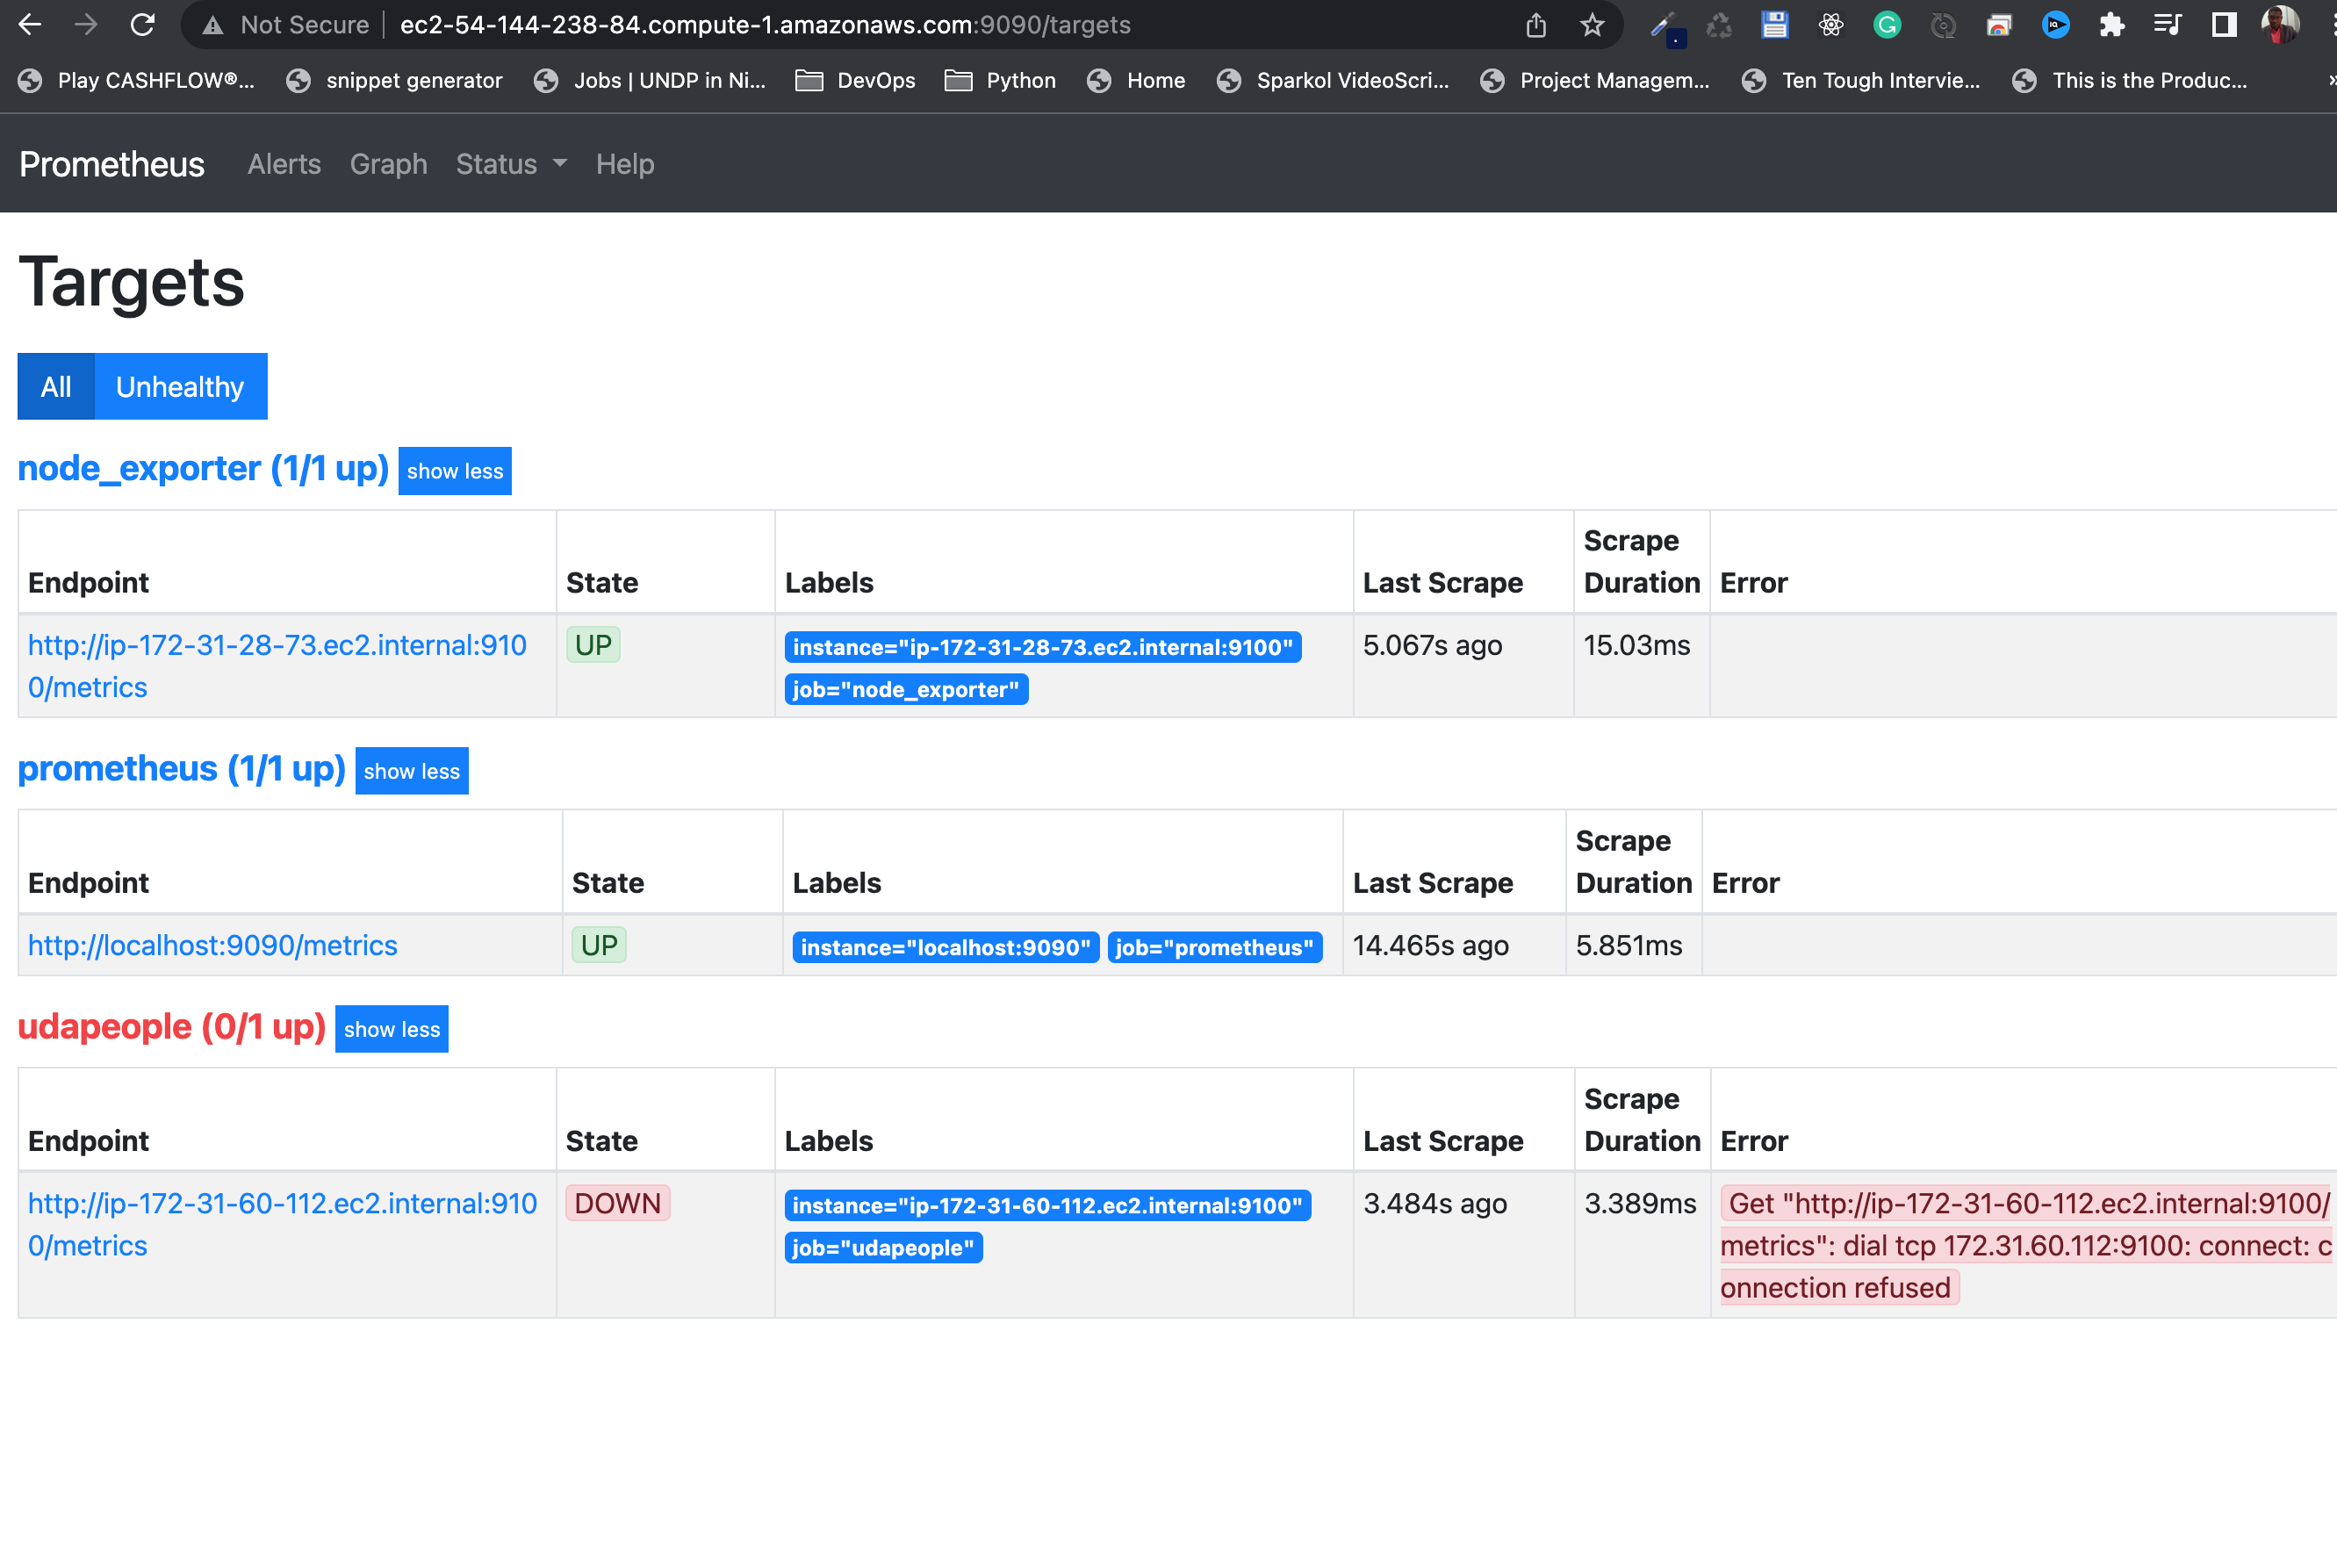 Not Secure ec2-54-144-238-84.compute-1.amazonaws.com:9090/targets
Play CASHFLOW®... snippet generator Jobs | UNDP in Ni... DevOps Python Home Sparkol VideoScri... Project Managem... Ten Tough Intervie... This is the Produc... »
Prometheus Alerts Graph Status Help
Targets
All Unhealthy
node_exporter (1/1 up) show less
Scrape
Endpoint State Labels Last Scrape Duration Error
http://ip-172-31-28-73.ec2.internal:910 UP instance="ip-172-31-28-73.ec2.internal:9100" 5.067s ago 15.03ms
0/metrics job="node_exporter"
prometheus (1/1 up) show less
Scrape
Endpoint State Labels Last Scrape Duration Error
http://localhost:9090/metrics UP instance="localhost:9090" job="prometheus" 14.465s ago 5.851ms
udapeople (0/1 up) show less
Scrape
Endpoint State Labels Last Scrape Duration Error
http://ip-172-31-60-112.ec2.internal:910 DOWN instance="ip-172-31-60-112.ec2.internal:9100" 3.484s ago 3.389ms Get "http://ip-172-31-60-112.ec2.internal:9100/
0/metrics job="udapeople" metrics": dial tcp 172.31.60.112:9100: connect: c
onnection refused